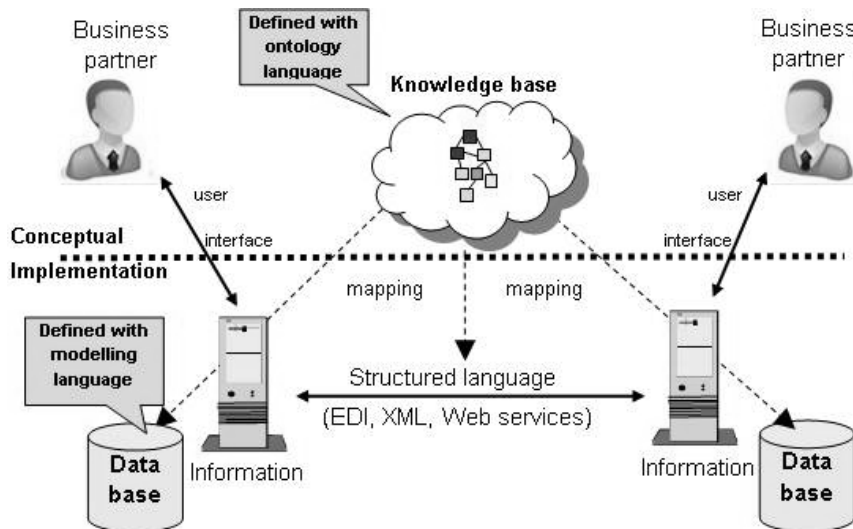 Business
partner
Defined with
ontology
language
Knowledge base
Business
partner
user
interface
user
interface
Conceptual
Implementation
mapping
mapping
Defined with
modelling
language
Structured language
(EDI, XML, Web services)
Information
Information
Data
base
Data
base